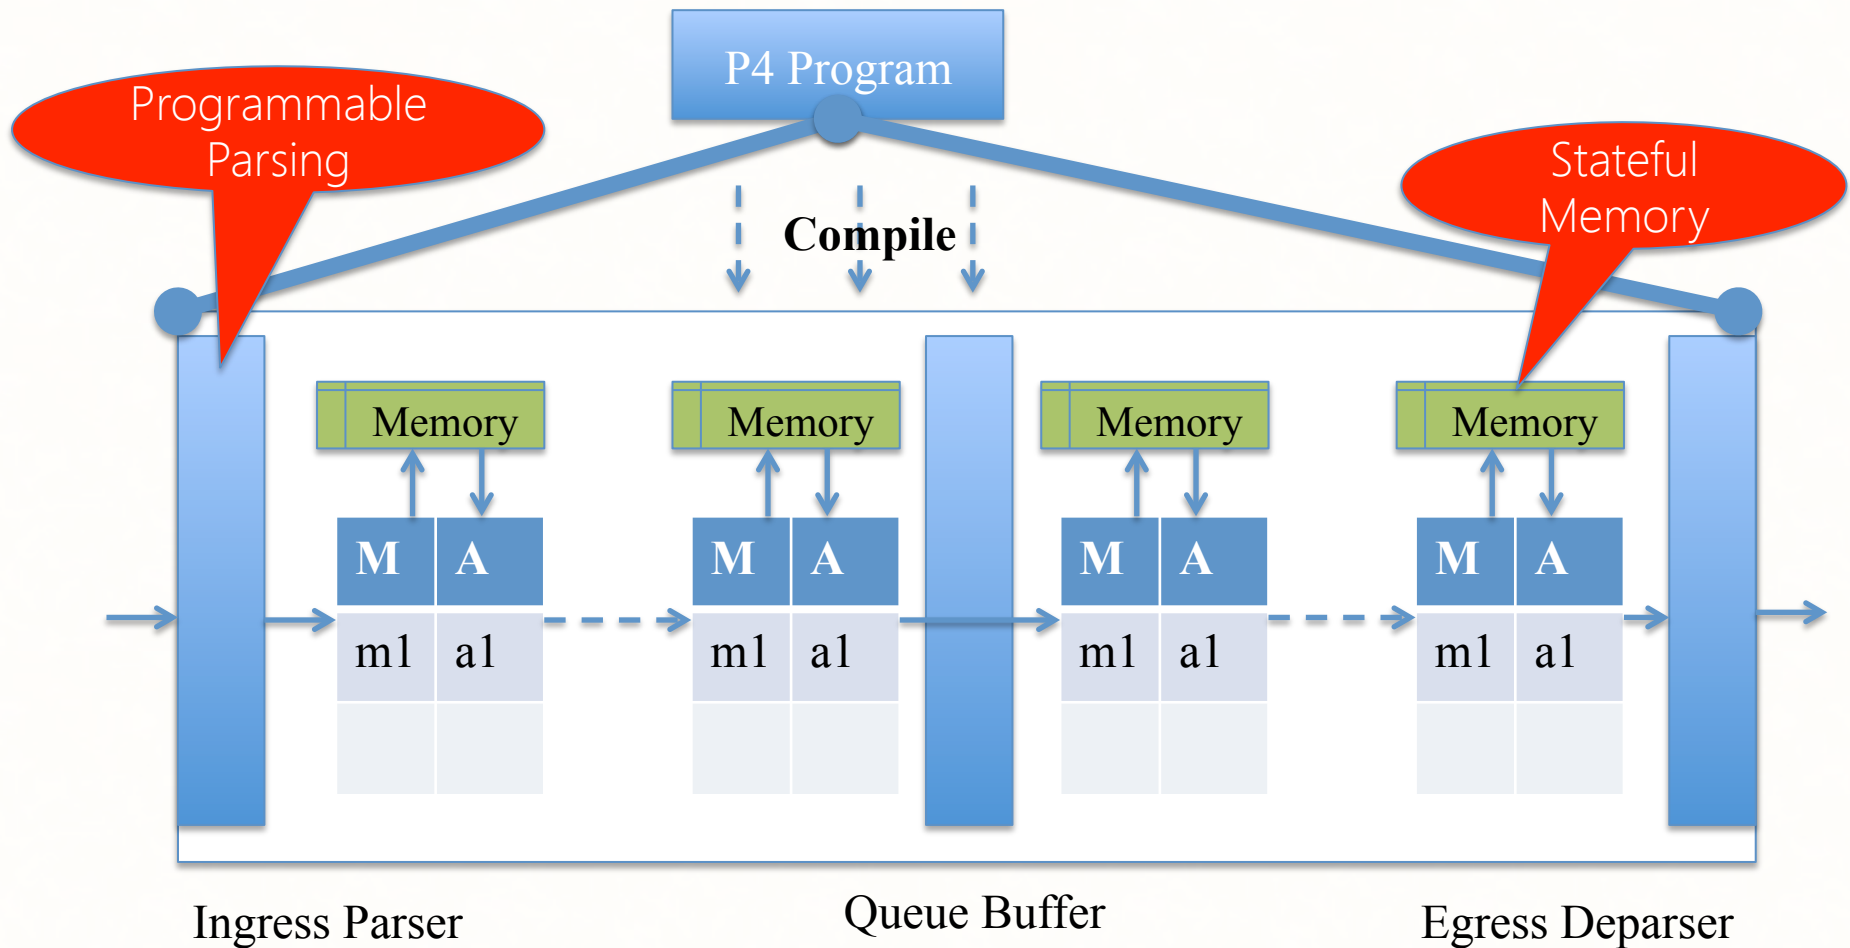 P4 Program
Programmable
Parsing
Stateful
Memory
Compile
Memory
Memory
Memory
Memory
M A
M A
M A
M A
m1 a1
m1 a1
m1 a1
m1 a1
Ingress Parser
Queue Buffer
Egress Deparser